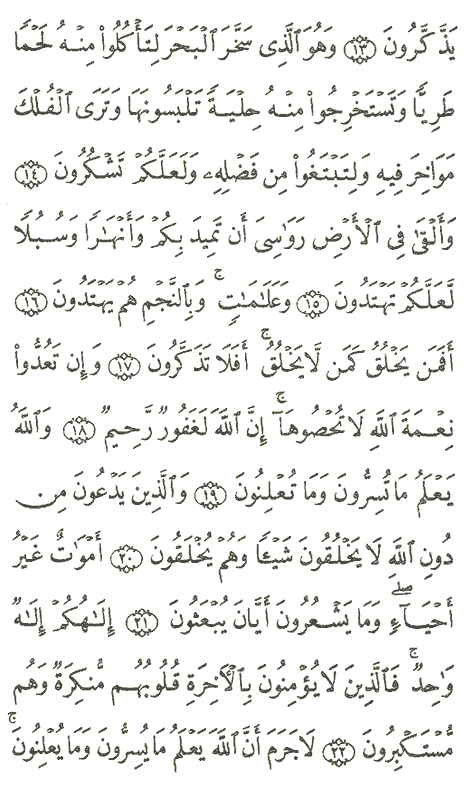 يَذَّكَّرُونَ ١٣ وَهُوَ ٱلَّذِى سَخَّرَ ٱلْبَحْرَ لِتَأْكُلُوا۟ مِنْهُ لَحْمًا
طَرِيًّا وَتَسْتَخْرِجُوا۟ مِنْهُ حِلْيَةً تَلْبَسُونَهَا وَتَرَى ٱلْفُلْكَ
مَوَاخِرَ فِيهِ وَلِتَبْتَغُوا۟ مِن فَضْلِهِۦ وَلَعَلَّكُمْ تَشْكُرُونَ ١٤
وَأَلْقَىٰ فِى ٱلْأَرْضِ رَوَٰسِىَ أَن تَمِيدَ بِكُمْ وَأَنْهَٰرًا وَسُبُلًا
لَّعَلَّكُمْ تَهْتَدُونَ ١٥ وَعَلَٰمَٰتٍ ۚ وَبِٱلنَّجْمِ هُمْ يَهْتَدُونَ ١٦
أَفَمَن يَخْلُقُ كَمَن لَّا يَخْلُقُ ۗ أَفَلَا تَذَكَّرُونَ ١٧ وَإِن تَعُدُّوا۟
نِعْمَةَ ٱللَّهِ لَا تُحْصُوهَآ ۗ إِنَّ ٱللَّهَ لَغَفُورٌ رَّحِيمٌ ١٨ وَٱللَّهُ
يَعْلَمُ مَا تُسِرُّونَ وَمَا تُعْلِنُونَ ١٩ وَٱلَّذِينَ يَدْعُونَ مِن
دُونِ ٱللَّهِ لَا يَخْلُقُونَ شَيْـًٔا وَهُمْ يُخْلَقُونَ ٢٠ أَمْوَٰتٌ غَيْرُ
أَحْيَآءٍ ۖ وَمَا يَشْعُرُونَ أَيَّانَ يُبْعَثُونَ ٢١ إِلَٰهُكُمْ إِلَٰهٌ
وَٰحِدٌ ۚ فَٱلَّذِينَ لَا يُؤْمِنُونَ بِٱلْءَاخِرَةِ قُلُوبُهُم مُّنكِرَةٌ وَهُم
مُّسْتَكْبِرُونَ ٢٢ لَا جَرَمَ أَنَّ ٱللَّهَ يَعْلَمُ مَا يُسِرُّونَ وَمَا يُعْلِنُونَ ۚ